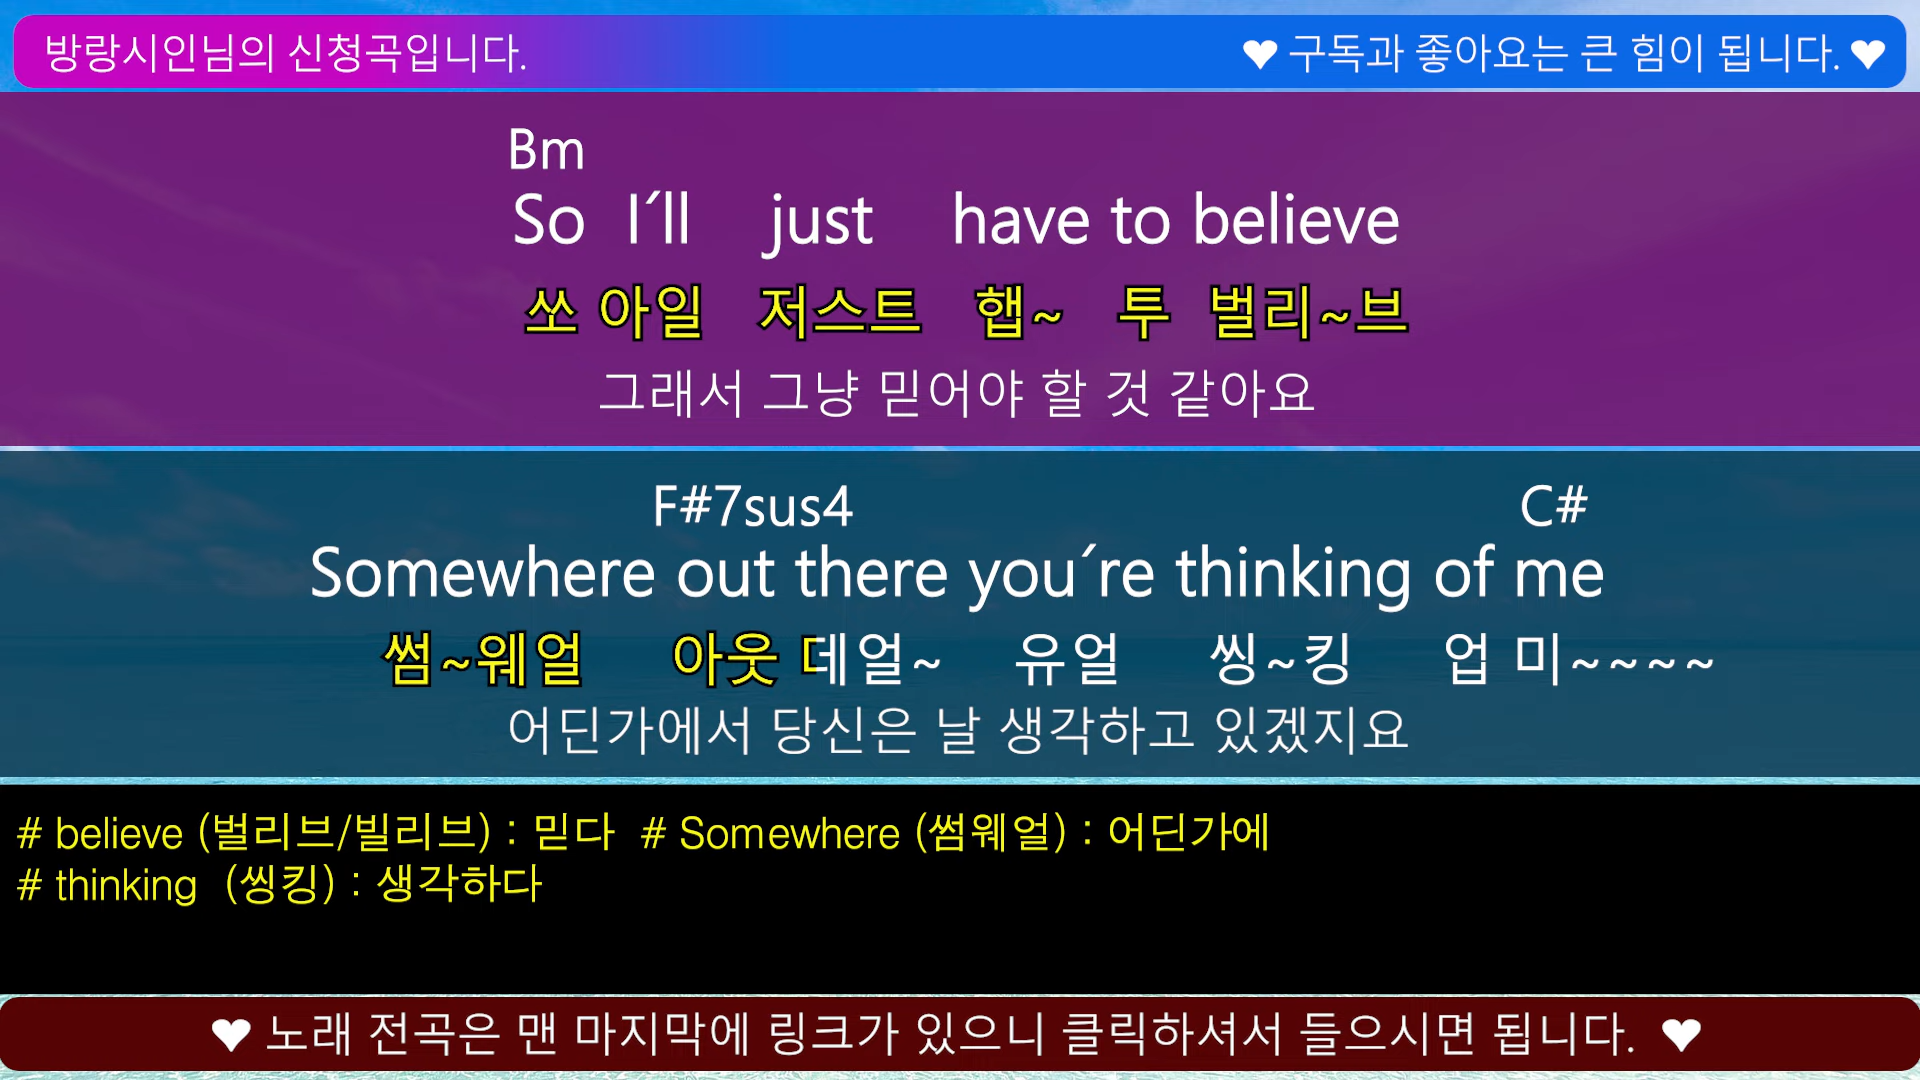 방랑시인님의 신청곡입니다.
♥ 구독과 좋아요는 큰 힘이 됩니다. ♥
Bm
So I´ll just have to believe
쏘 아일 저스트 햅~ 투 벌리~브
그래서 그냥 믿어야 할 것 같아요
F#7sus4 C#
Somewhere out there you´re thinking of me
썸~웨얼 아웃 데얼~ 유얼 씽~킹 업 미~~~~
어딘가에서 당신은 날 생각하고 있겠지요
# believe (벌리브/빌리브) : 믿다 # Somewhere (썸웨얼) : 어딘가에
# thinking (씽킹) : 생각하다
♥ 노래 전곡은 맨 마지막에 링크가 있으니 클릭하셔서 들으시면 됩니다. ♥